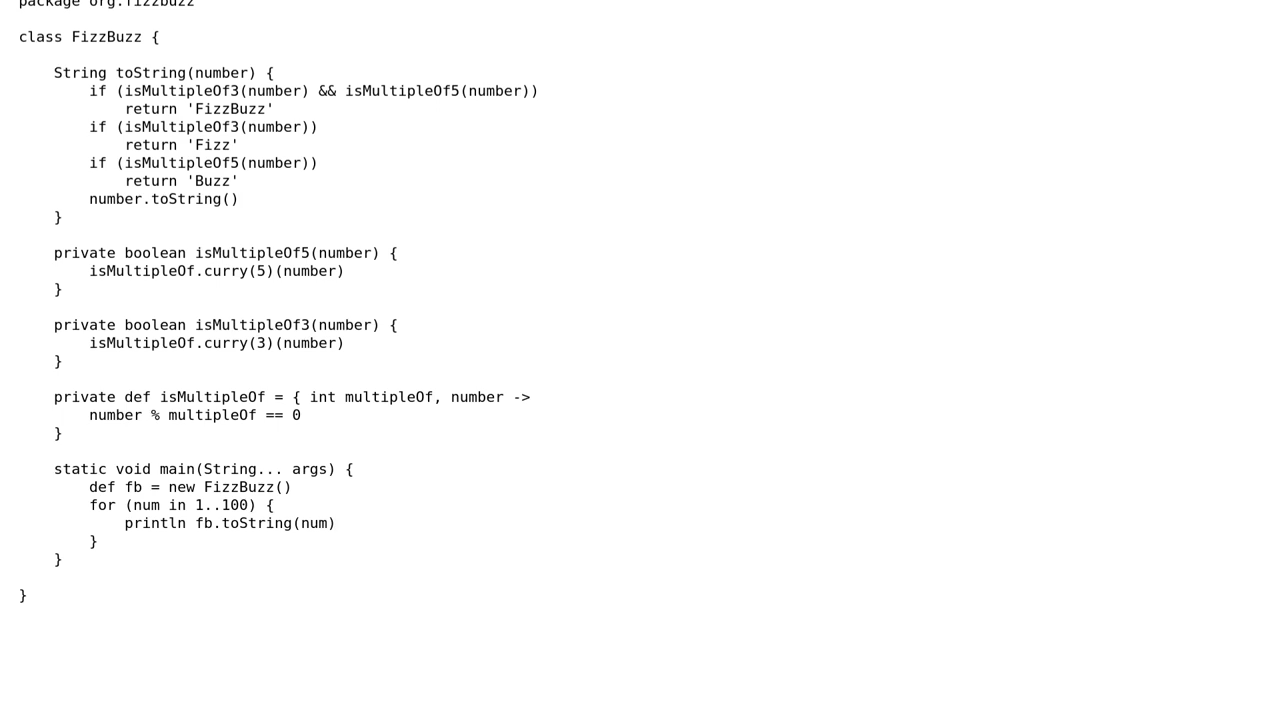 package org.fizzbuzz
class FizzBuzz {
    String toString(number) {
        if (isMultipleOf3(number) && isMultipleOf5(number))
            return 'FizzBuzz'
        if (isMultipleOf3(number))
            return 'Fizz'
        if (isMultipleOf5(number))
            return 'Buzz'
        number.toString()
    }
    private boolean isMultipleOf5(number) {
        isMultipleOf.curry(5)(number)
    }
    private boolean isMultipleOf3(number) {
        isMultipleOf.curry(3)(number)
    }
    private def isMultipleOf = { int multipleOf, number ->
        number % multipleOf == 0
    }
    static void main(String... args) {
        def fb = new FizzBuzz()
        for (num in 1..100) {
            println fb.toString(num)
        }
    }
}